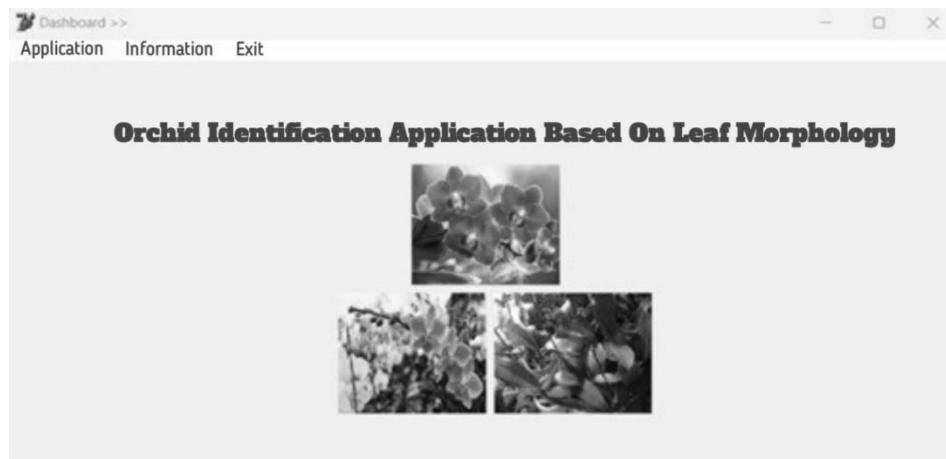 Dashboard >>
Application Information Exit
Orchid Identification Application Based On Leaf Morphology